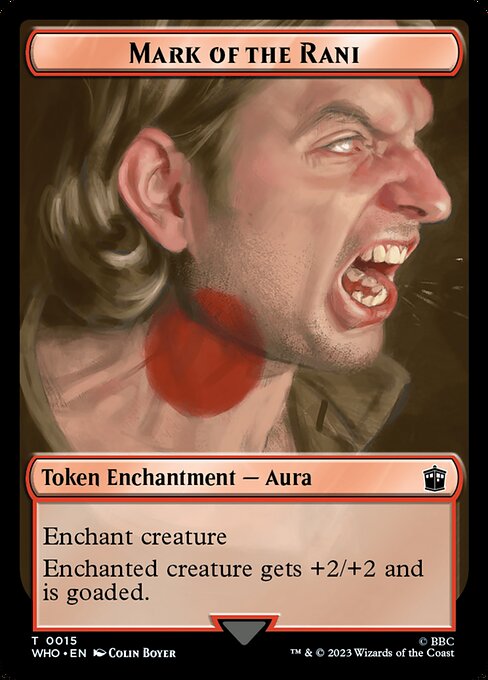 Mark of the Rani
Token Enchantment — Aura
Enchant creature
Enchanted creature gets +2/+2 and
is goaded.
T 0015
WHO • EN Colin Boyer
© BBC
™ & © 2023 Wizards of the Coast